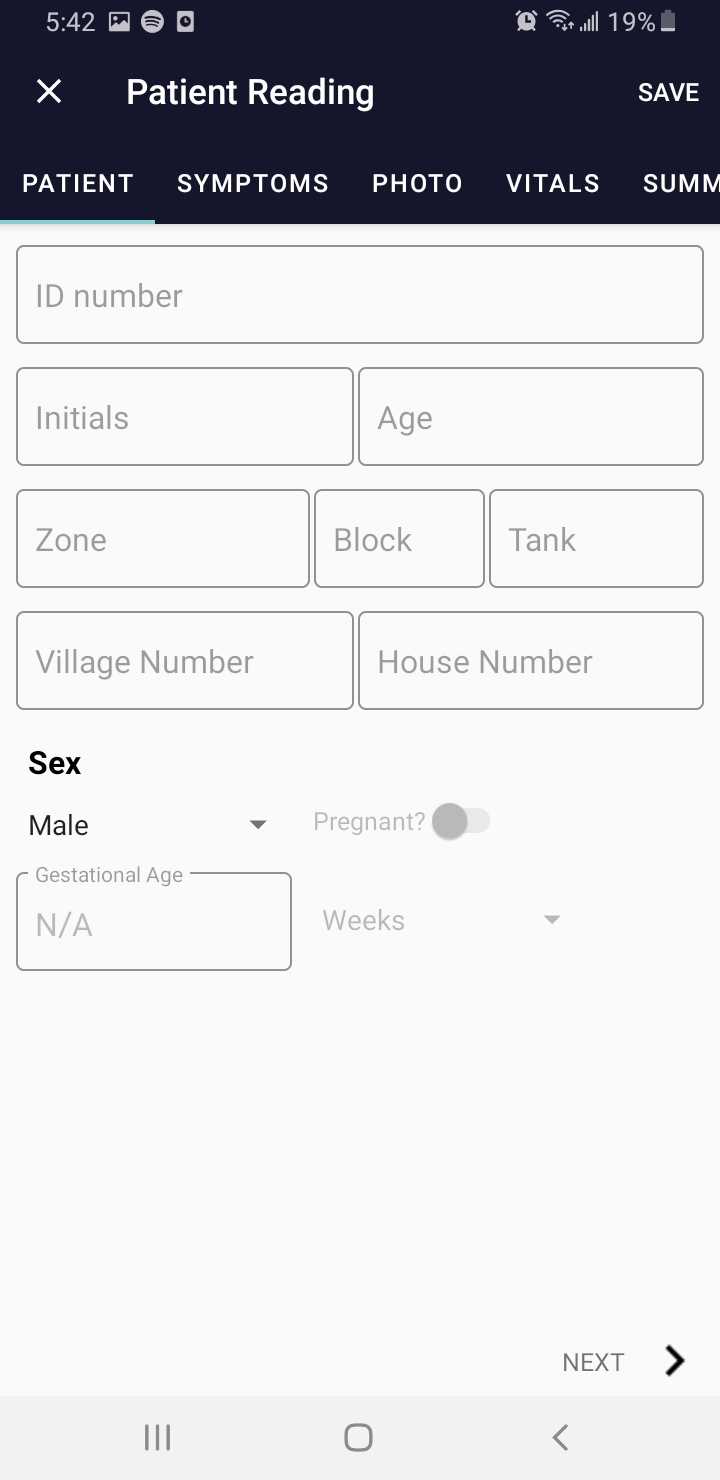 5:42 19%
Patient Reading SAVE
PATIENT SYMPTOMS PHOTO VITALS SUMM
ID number
Initials Age
Zone Block Tank
Village Number House Number
Sex
Male Pregnant?
Gestational Age
N/A Weeks
NEXT